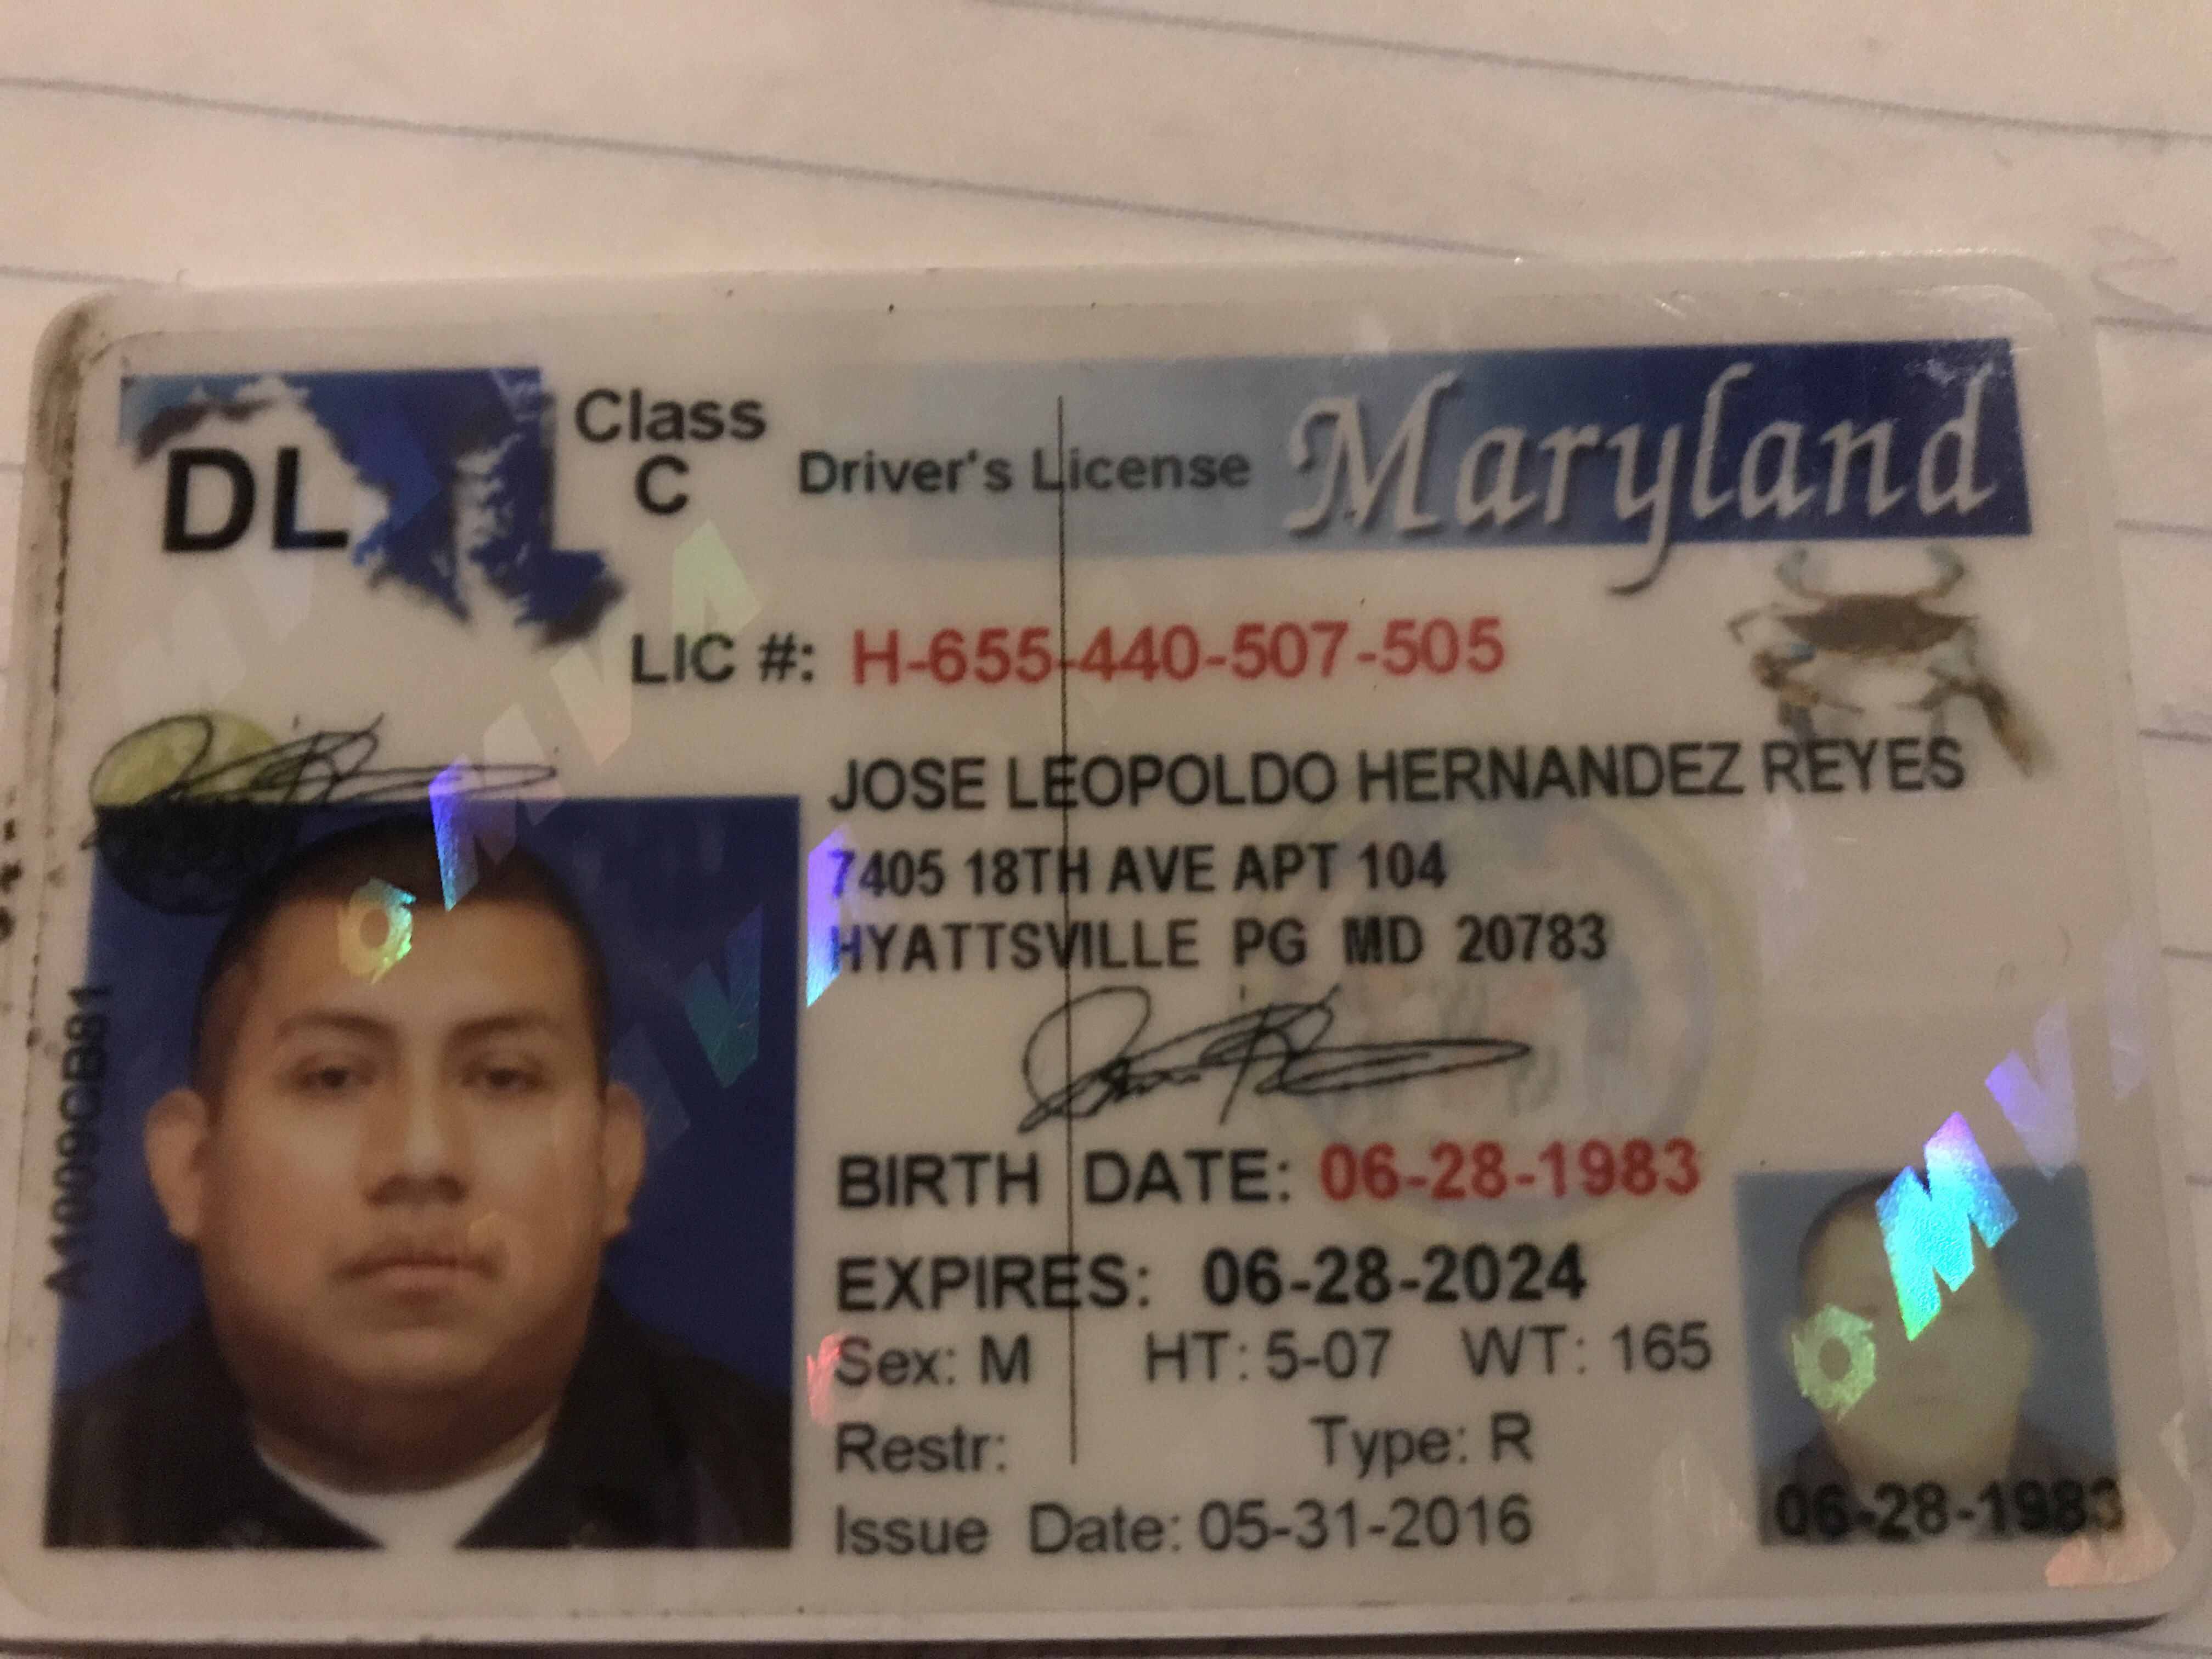 Maryland
Driver's License
DL
Class
C
LIC #: H-655-440-507-505
JOSE LEOPOLDO HERNANDEZ REYES
7405 18TH AVE APT 104
HYATTSVILLE PG MD 20783
BIRTH DATE: 06-28-1983
EXPIRES: 06-28-2024
Sex: M HT: 5-07 WT: 165
Restr: Type: R
Issue Date: 05-31-2016
A1009CB81
06-28-1983